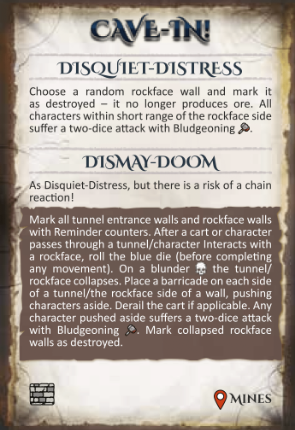 CAVE-IN!
DISQUIET-DISTRESS
Choose a random rockface wall and mark it
as destroyed – it no longer produces ore. All
characters within short range of the rockface side
suffer a two-dice attack with Bludgeoning.
DISMAY-DOOM
As Disquiet-Distress, but there is a risk of a chain
reaction!
Mark all tunnel entrance walls and rockface walls
with Reminder counters. After a cart or character
passes through a tunnel/character Interacts with
a rockface, roll the blue die (before completing
any movement). On a blunder the tunnel/
rockface collapses. Place a barricade on each side
of a tunnel/the rockface side of a wall, pushing
characters aside. Derail the cart if applicable. Any
character pushed aside suffers a two-dice attack
with Bludgeoning. Mark collapsed rockface
walls as destroyed.
MINES